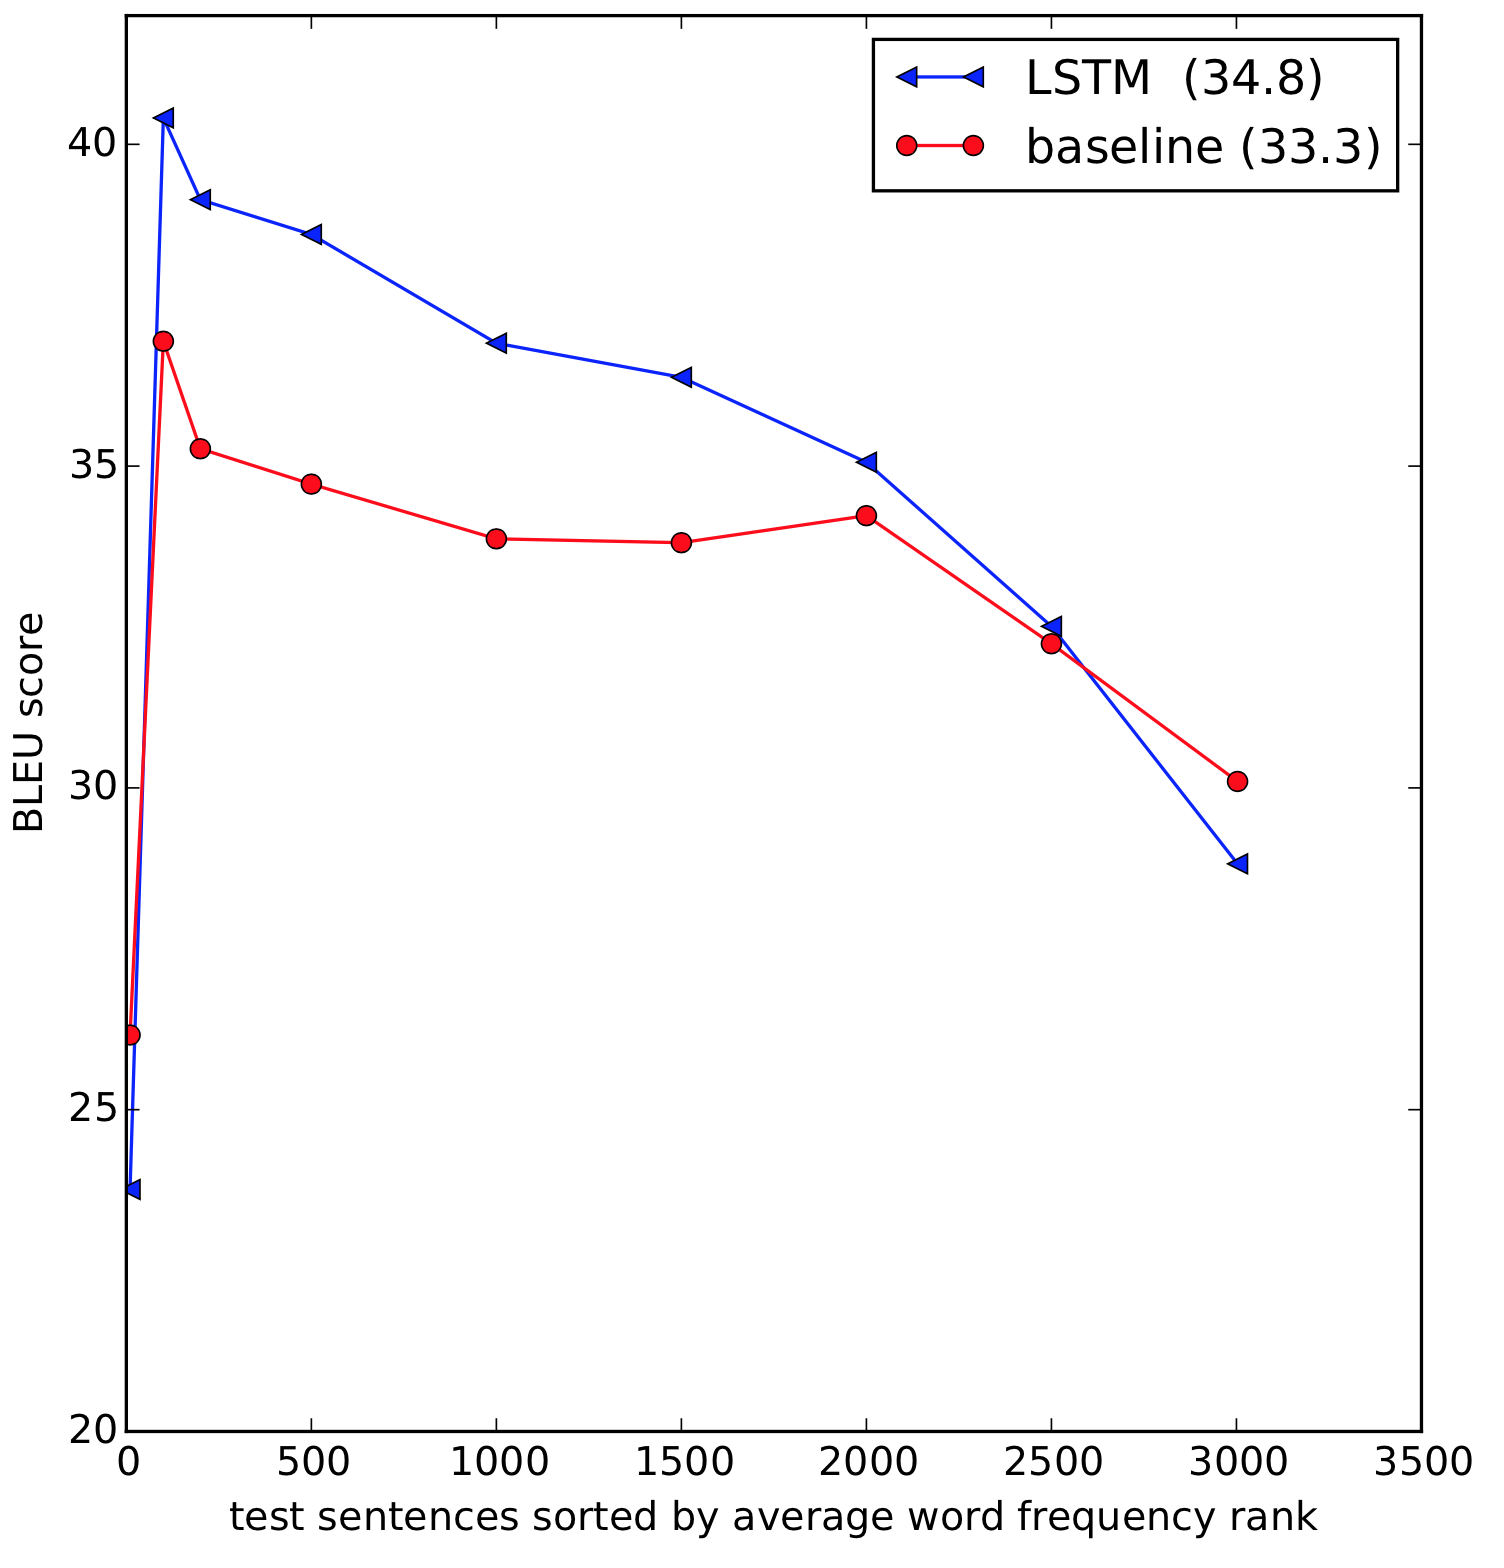 LSTM (34.8)
baseline (33.3)
40
35
30
25
20
BLEU score
0 500 1000 1500 2000 2500 3000 3500
test sentences sorted by average word frequency rank